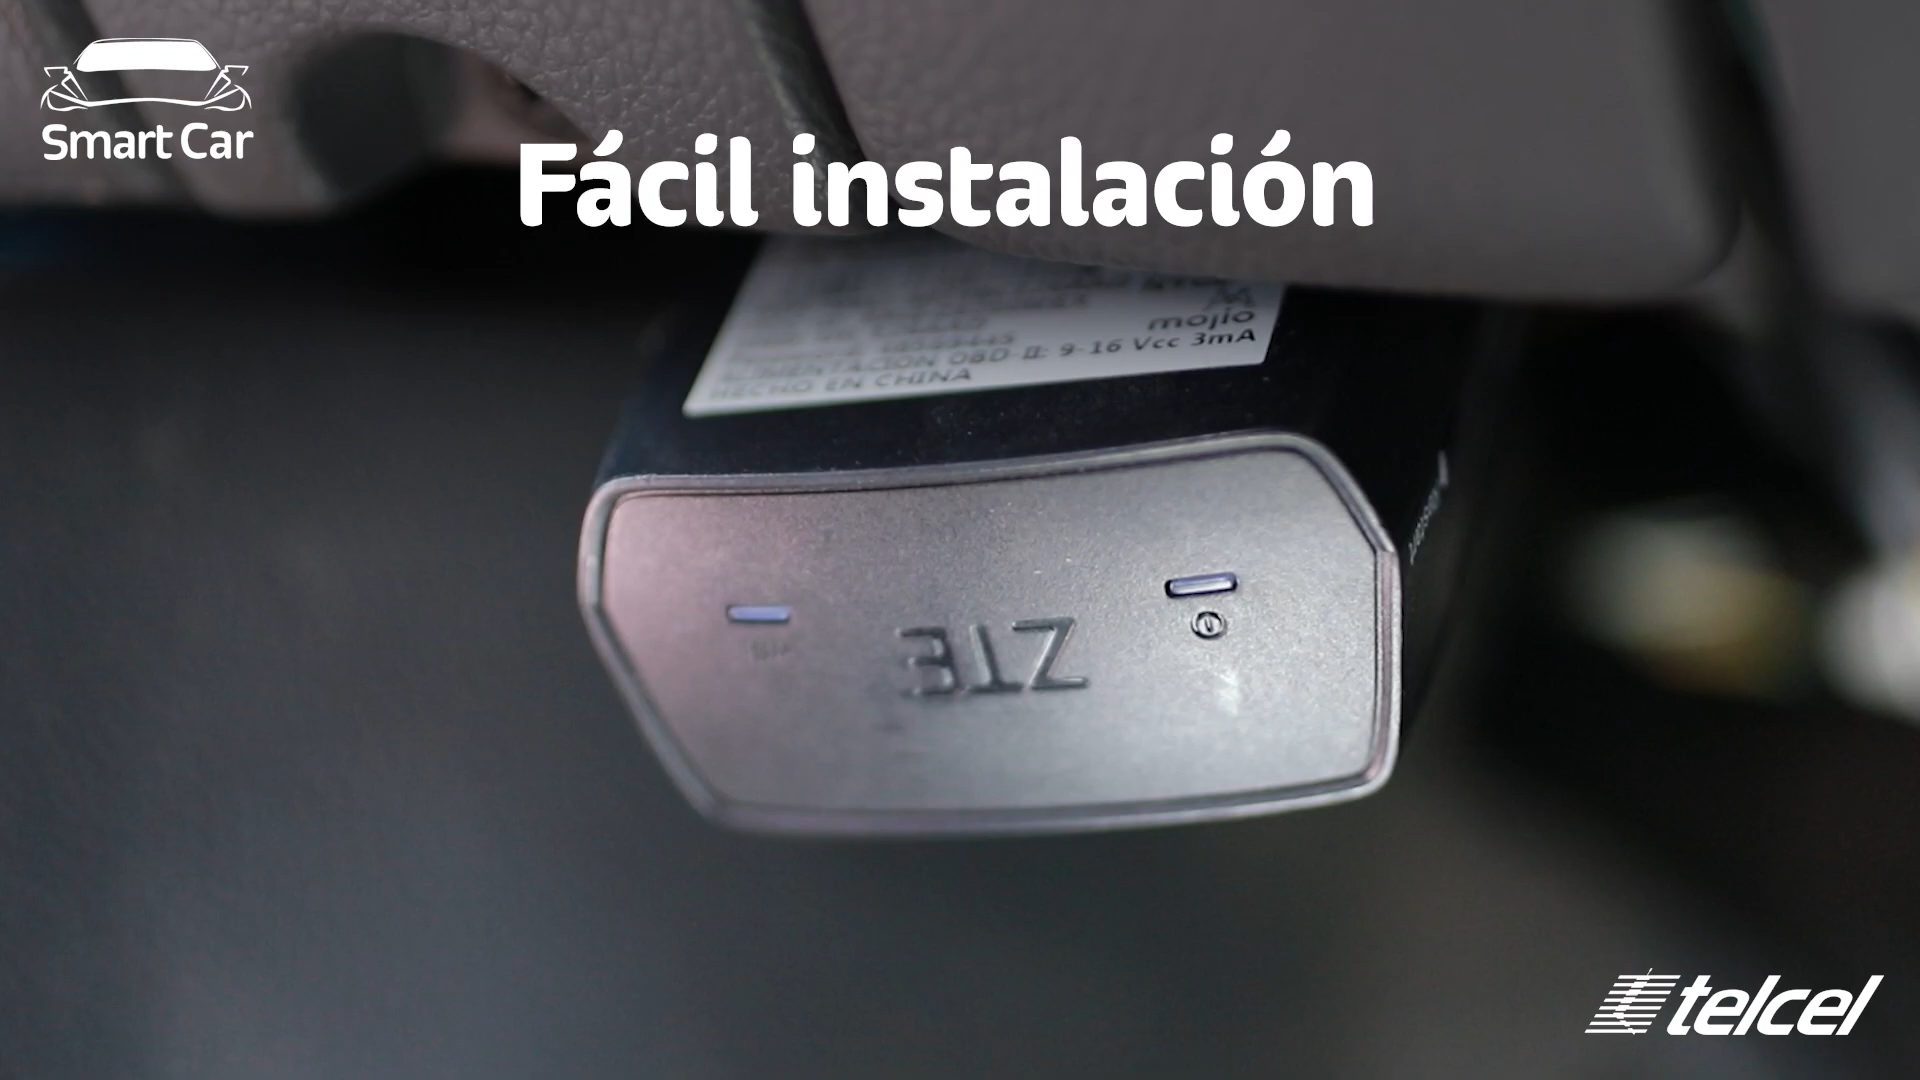 Smart Car
Fácil instalación
mojio
ALIMENTACIÓN OBD-II: 9-16 Vcc 3mA
HECHO EN CHINA
ZTE
telcel